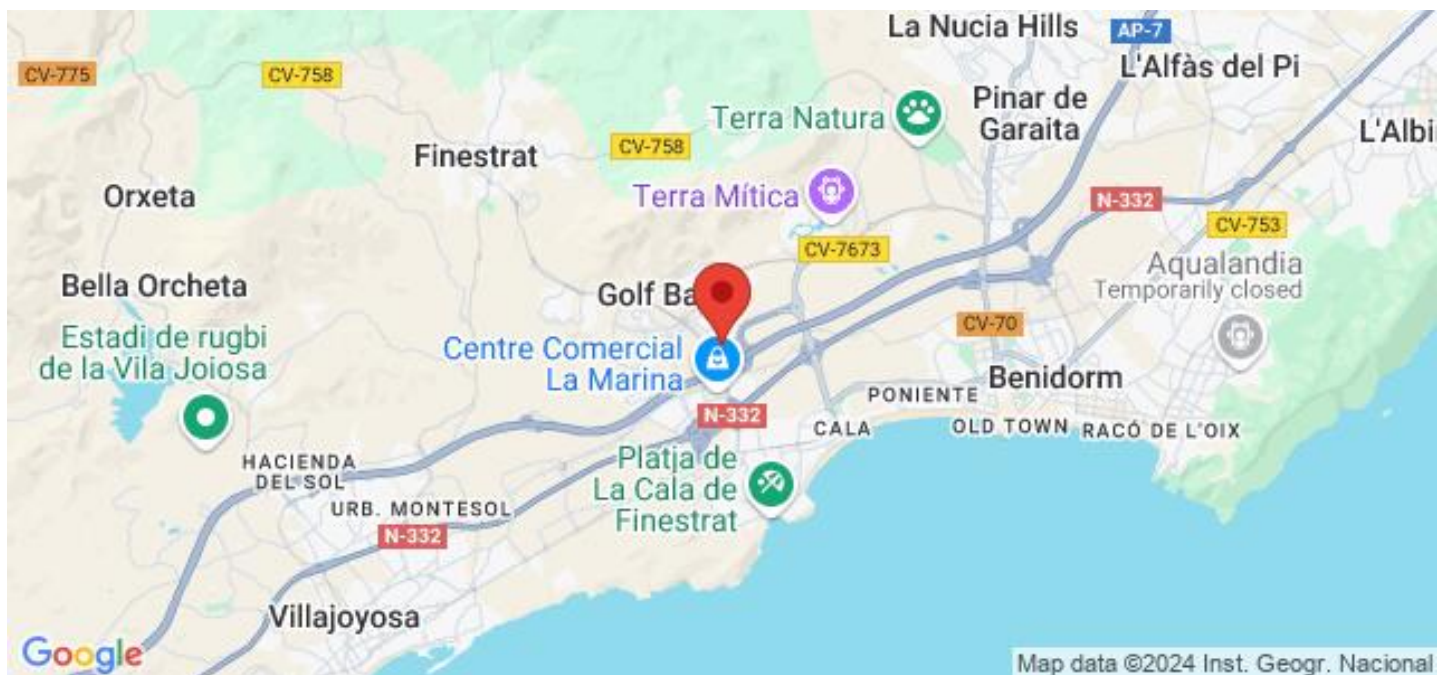 La Nucia Hills
AP-7
CV-775
CV-758
L'Alfàs del Pi
Pinar de
Garaita
Terra Natura
L'Albi
Finestrat
CV-758
Orxeta
Terra Mítica
N-332
CV-753
CV-7673
Bella Orcheta
Golf Ba
Aqualandia
Temporarily closed
Estadi de rugbi
de la Vila Joiosa
CV-70
Centre Comercial
La Marina
Benidorm
PONIENTE
N-332
CALA
OLD TOWN
RACÓ DE L'OIX
HACIENDA
DEL SOL
Platja de
La Cala de
Finestrat
URB. MONTESOL
N-332
Villajoyosa
Google
Map data ©2024 Inst. Geogr. Nacional